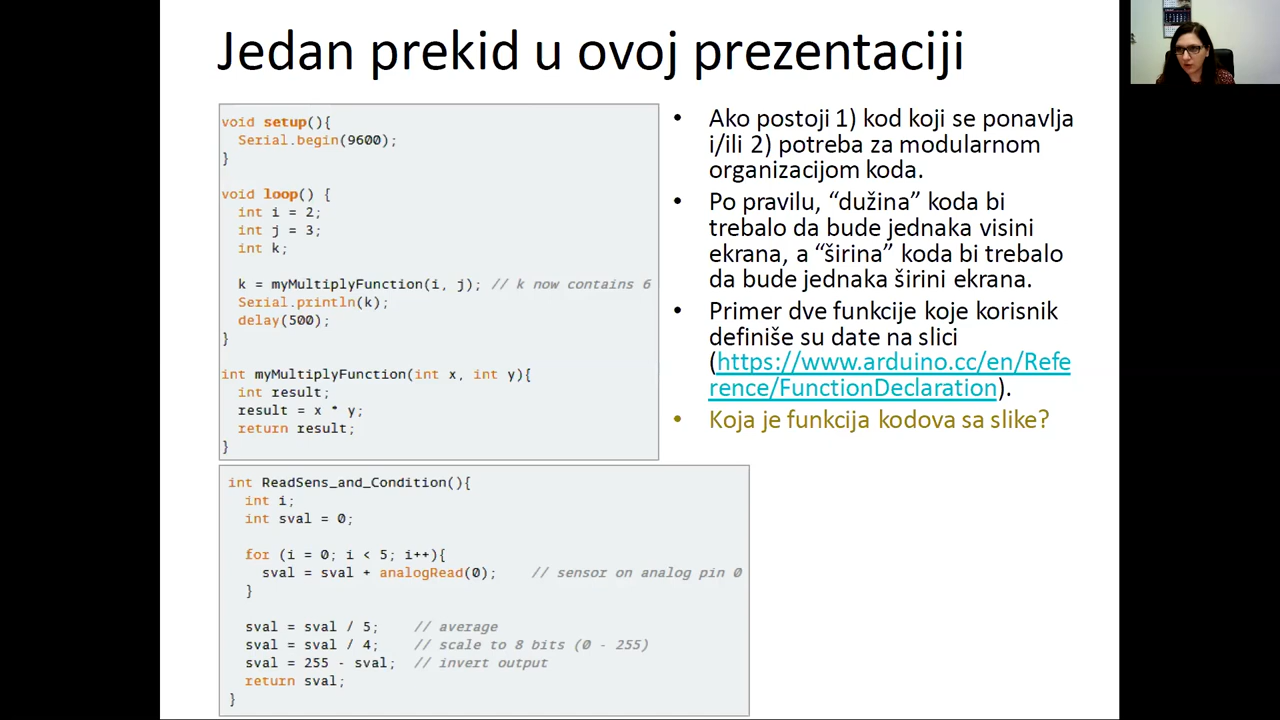 Jedan prekid u ovoj prezentaciji
void setup(){
Serial.begin(9600);
}
void loop() {
int i = 2;
int j = 3;
int k;
k = myMultiplyFunction(i, j); // k now contains 6
Serial.println(k);
delay(500);
}
int myMultiplyFunction(int x, int y){
int result;
result = x * y;
return result;
}
int ReadSens_and_Condition(){
int i;
int sval = 0;
for (i = 0; i < 5; i++){
sval = sval + analogRead(0); // sensor on analog pin 0
}
sval = sval / 5; // average
sval = sval / 4; // scale to 8 bits (0 - 255)
sval = 255 - sval; // invert output
return sval;
}
• Ako postoji 1) kod koji se ponavlja
i/ili 2) potreba za modularnom
organizacijom koda.
• Po pravilu, “dužina” koda bi
trebalo da bude jednaka visini
ekrana, a “širina” koda bi trebalo
da bude jednaka širini ekrana.
• Primer dve funkcije koje korisnik
definiše su date na slici
(https://www.arduino.cc/en/Refe
rence/FunctionDeclaration).
• Koja je funkcija kodova sa slike?